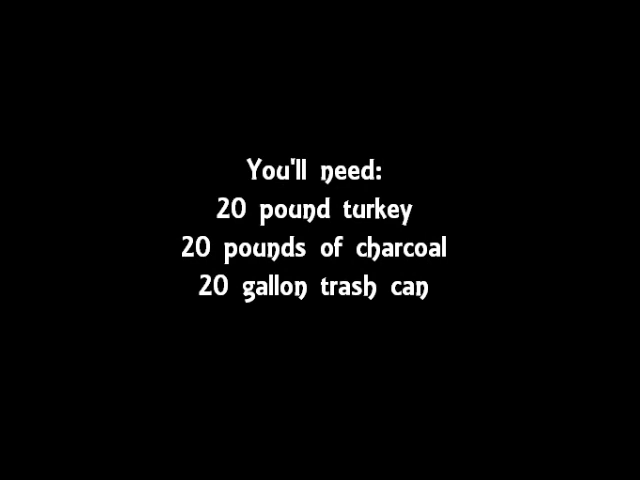 You'll need:
20 pound turkey
20 pounds of charcoal
20 gallon trash can